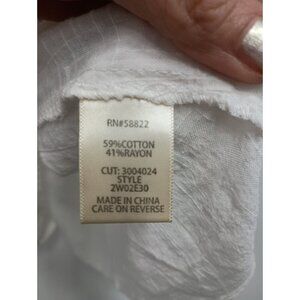 RN#58822
59%COTTON
41%RAYON
CUT: 3004024
STYLE
2W02E30
MADE IN CHINA
CARE ON REVERSE